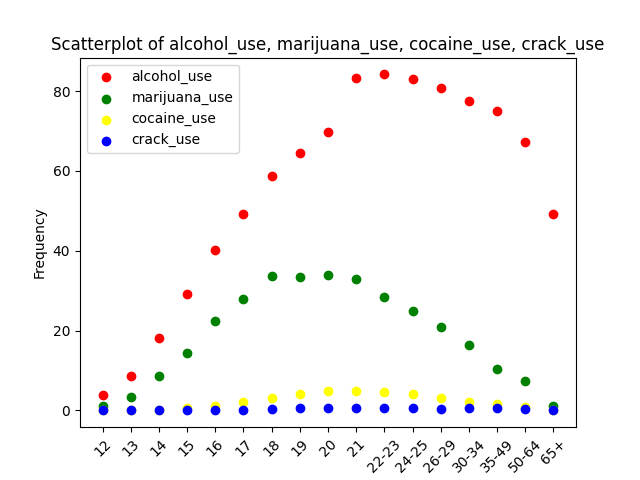 Scatterplot of alcohol_use, marijuana_use, cocaine_use, crack_use
alcohol_use
marijuana_use
cocaine_use
crack_use
Frequency
80
60
40
20
0
12 13 14 15 16 17 18 19 20 21 22-23 24-25 26-29 30-34 35-49 50-64 65+